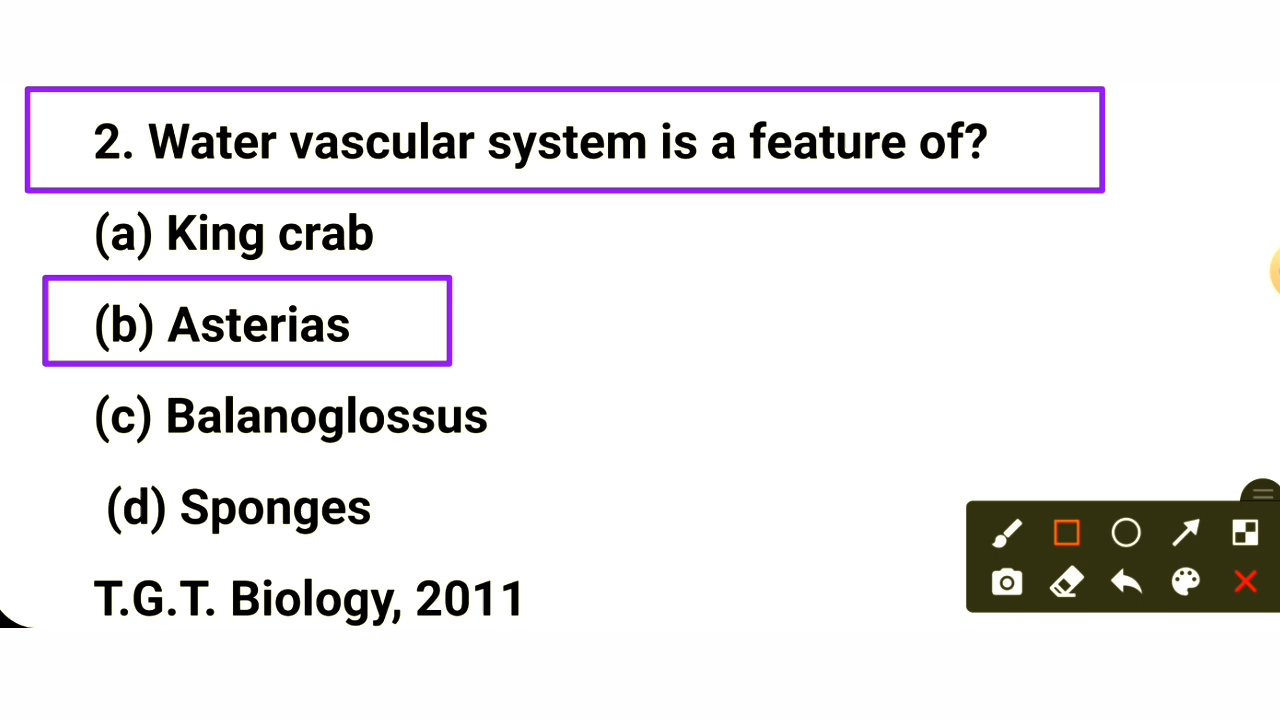 2. Water vascular system is a feature of?
(a) King crab
(b) Asterias
(c) Balanoglossus
(d) Sponges
T.G.T. Biology, 2011